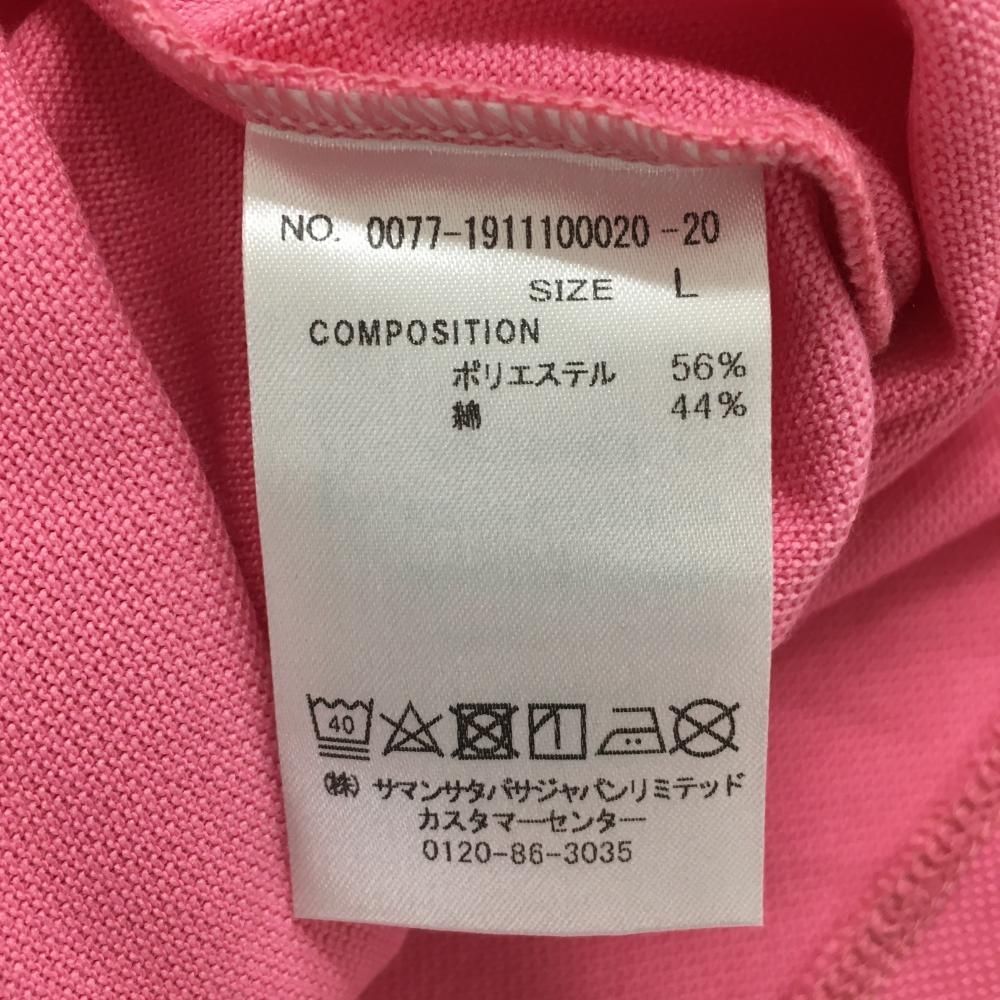 NO. 0077-1911100020-20
SIZE L
COMPOSITION
ポリエステル 56%
綿 44%
40
(株) サマンサタバサジャパンリミテッド
カスタマーセンター
0120-86-3035